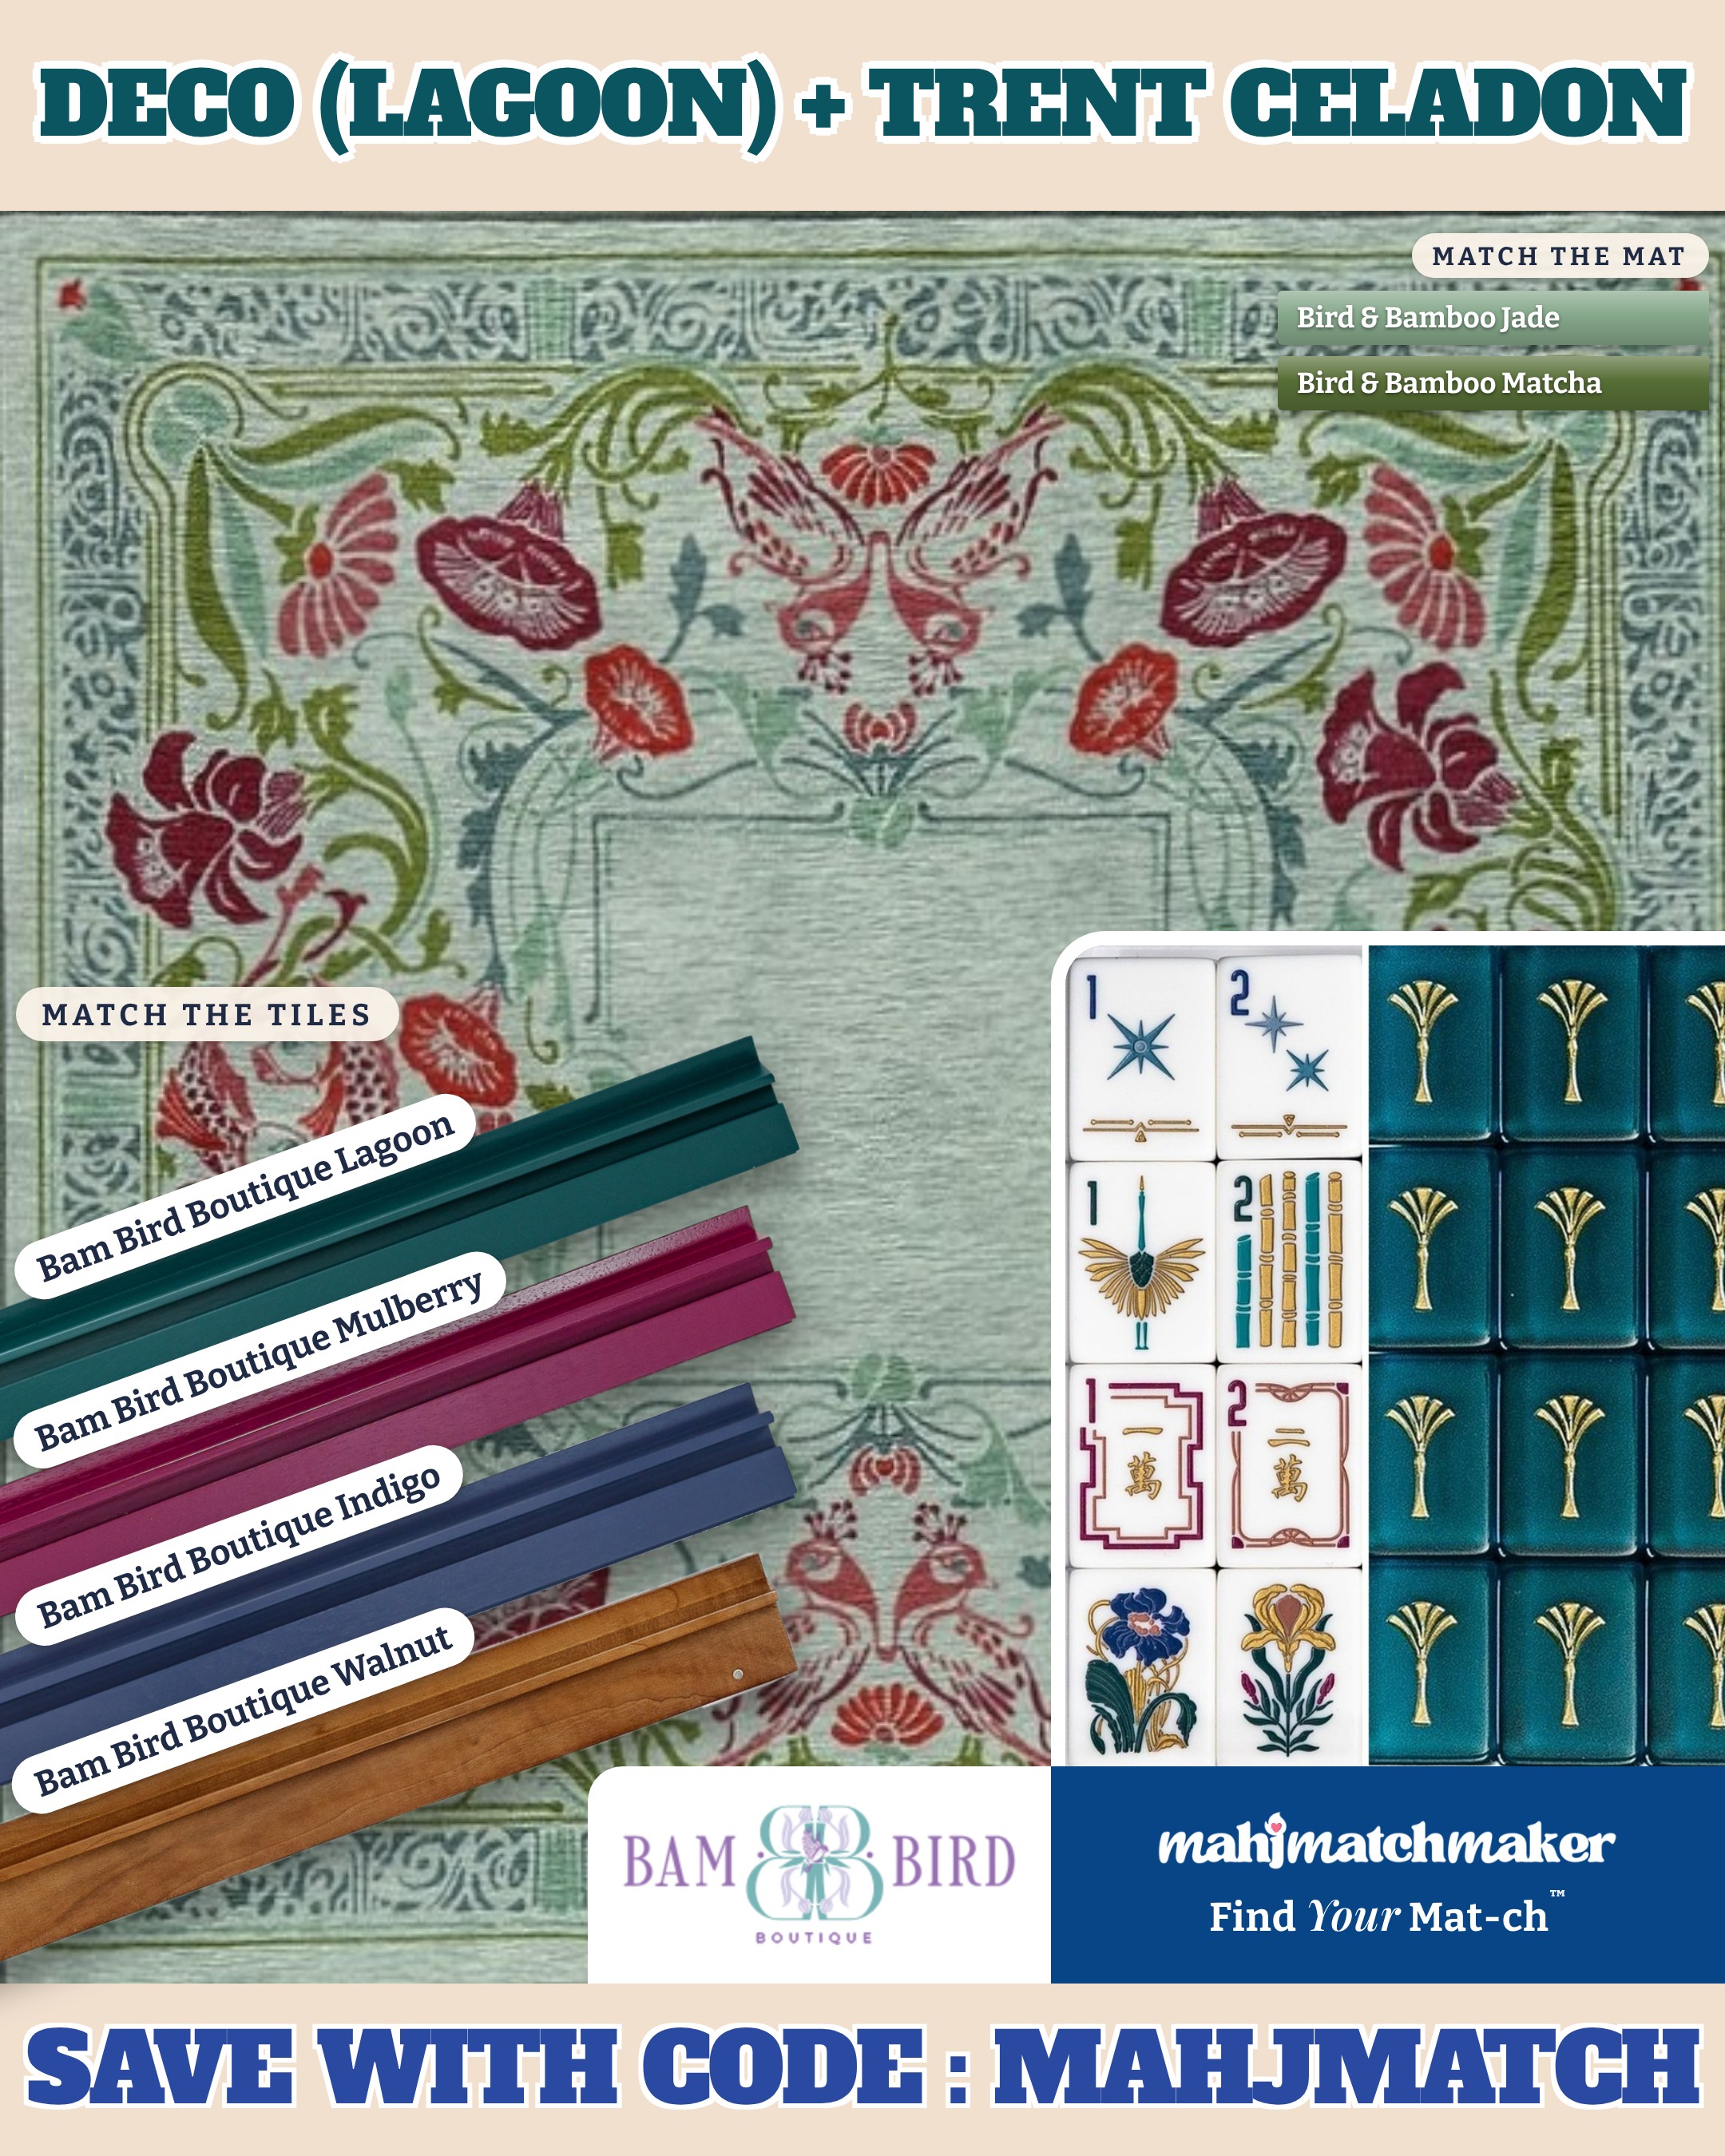 DECO (LAGOON) + TRENT CELADON
MATCH THE MAT
Bird & Bamboo Jade
Bird & Bamboo Matcha
MATCH THE TILES
Bam Bird Boutique Lagoon
Bam Bird Boutique Mulberry
Bam Bird Boutique Indigo
Bam Bird Boutique Walnut
1 2
1 2
1 2
一 二
萬 萬
BAM BB BIRD
BOUTIQUE
mahjmatchmaker
Find Your Mat-ch™
SAVE WITH CODE : MAHJMATCH